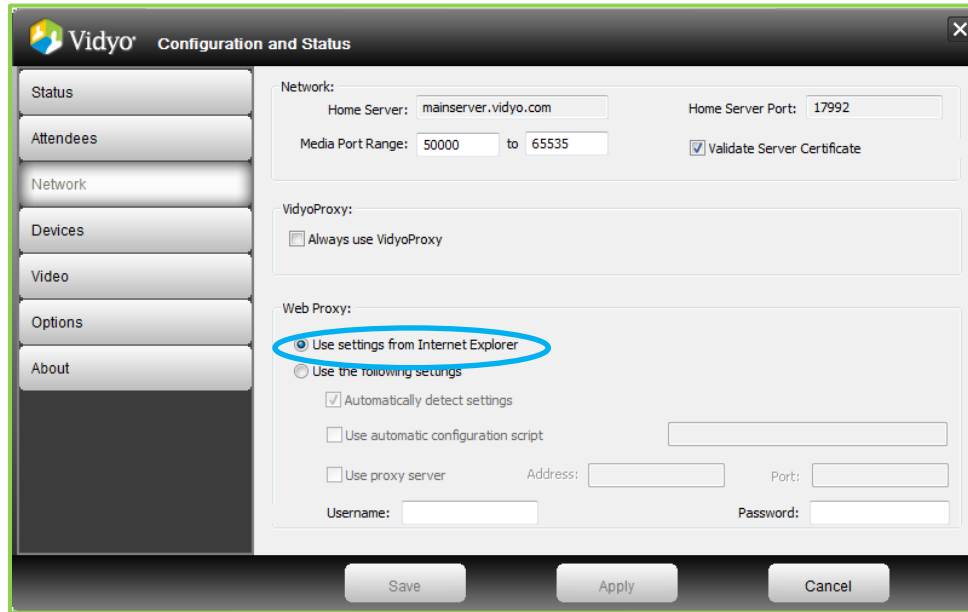 Vidyo Configuration and Status
Status
Attendees
Network
Devices
Video
Options
About
Network:
Home Server: mainserver.vidyo.com Home Server Port: 17992
Media Port Range: 50000 to 65535 Validate Server Certificate
VidyoProxy:
Always use VidyoProxy
Web Proxy:
Use settings from Internet Explorer
Use the following settings
Automatically detect settings
Use automatic configuration script
Use proxy server Address: Port:
Username: Password:
Save Apply Cancel